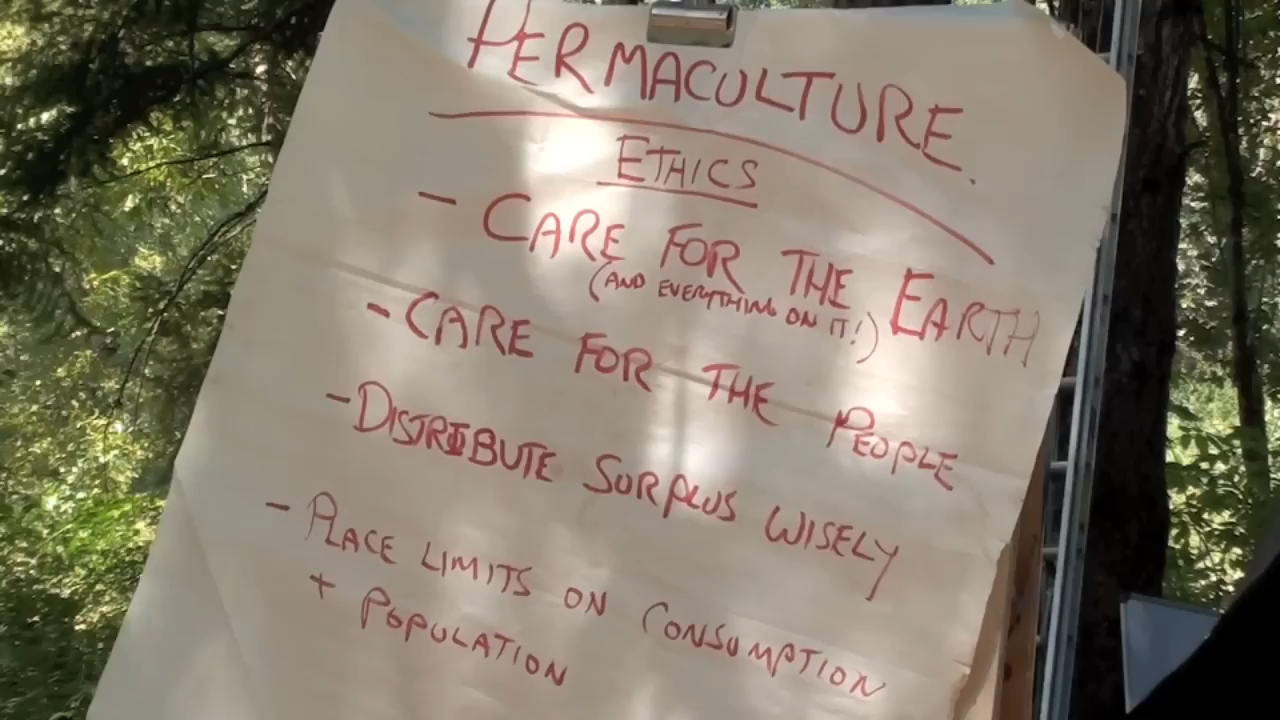 PERMACULTURE.
ETHICS
- CARE FOR THE EARTH
(AND EVERYTHING ON IT!)
- CARE FOR THE PEOPLE
- DISTRIBUTE SURPLUS WISELY
- PLACE LIMITS ON CONSUMPTION
+ POPULATION